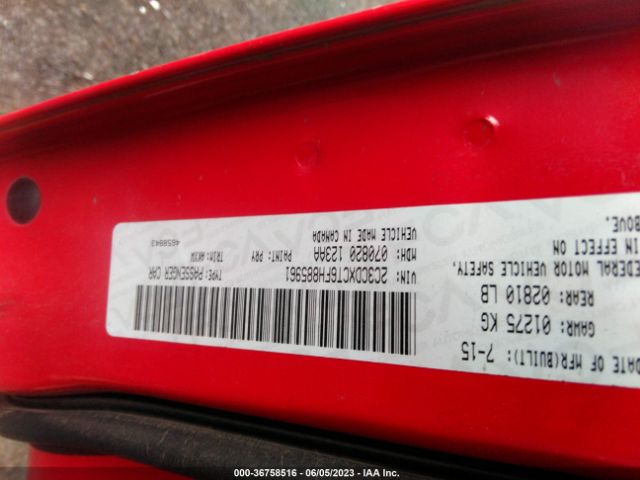 DATE OF MFR(BUILT): 7-15
GAWR: 01275 KG
REAR: 02810 LB
EDERAL MOTOR VEHICLE SAFETY,
IN EFFECT ON
BOVE.
VIN: 2C3CDXCT6FH885961 TYPE: PASSENGER CAR
MDH: 070820 123AA PAINT: PRY TRIM:
VEHICLE MADE IN CANADA 4658843
000-36758516 - 06/05/2023 - IAA Inc.